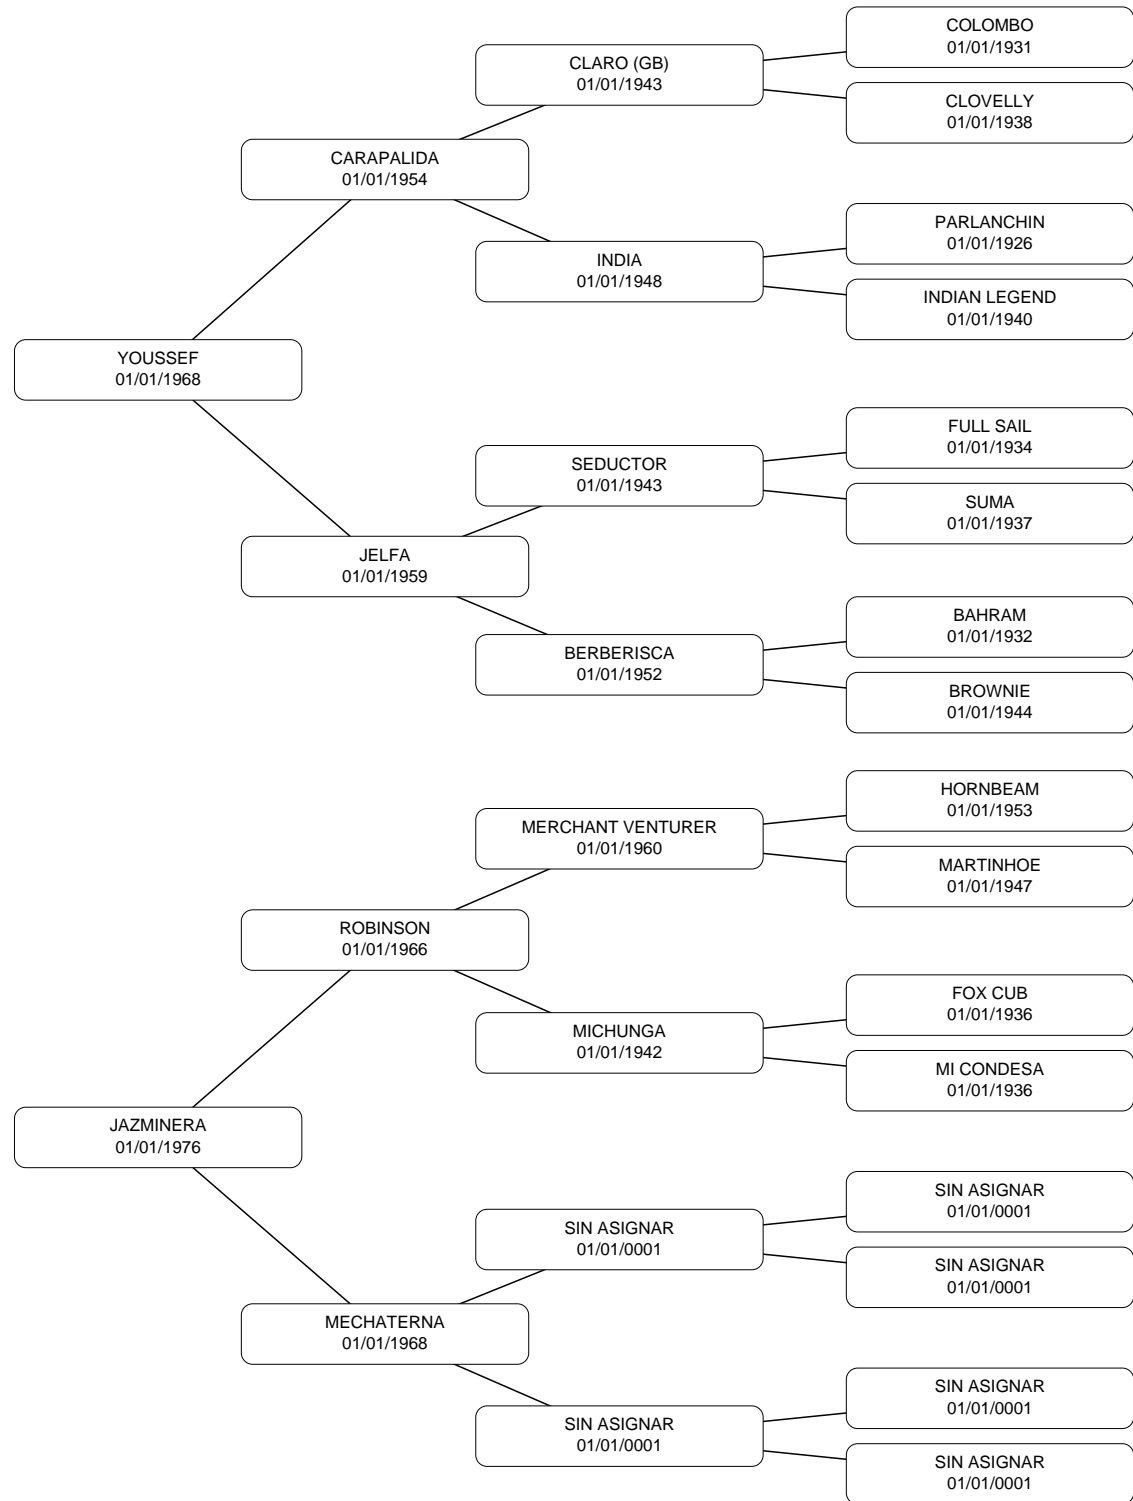 COLOMBO
01/01/1931
CLARO (GB)
01/01/1943
CLOVELLY
01/01/1938
CARAPALIDA
01/01/1954
PARLANCHIN
01/01/1926
INDIA
01/01/1948
INDIAN LEGEND
01/01/1940
YOUSSEF
01/01/1968
FULL SAIL
01/01/1934
SEDUCTOR
01/01/1943
SUMA
01/01/1937
JELFA
01/01/1959
BAHRAM
01/01/1932
BERBERISCA
01/01/1952
BROWNIE
01/01/1944
HORNBEAM
01/01/1953
MERCHANT VENTURER
01/01/1960
MARTINHOE
01/01/1947
ROBINSON
01/01/1966
FOX CUB
01/01/1936
MICHUNGA
01/01/1942
MI CONDESA
01/01/1936
JAZMINERA
01/01/1976
SIN ASIGNAR
01/01/0001
SIN ASIGNAR
01/01/0001
SIN ASIGNAR
01/01/0001
MECHATERNA
01/01/1968
SIN ASIGNAR
01/01/0001
SIN ASIGNAR
01/01/0001
SIN ASIGNAR
01/01/0001